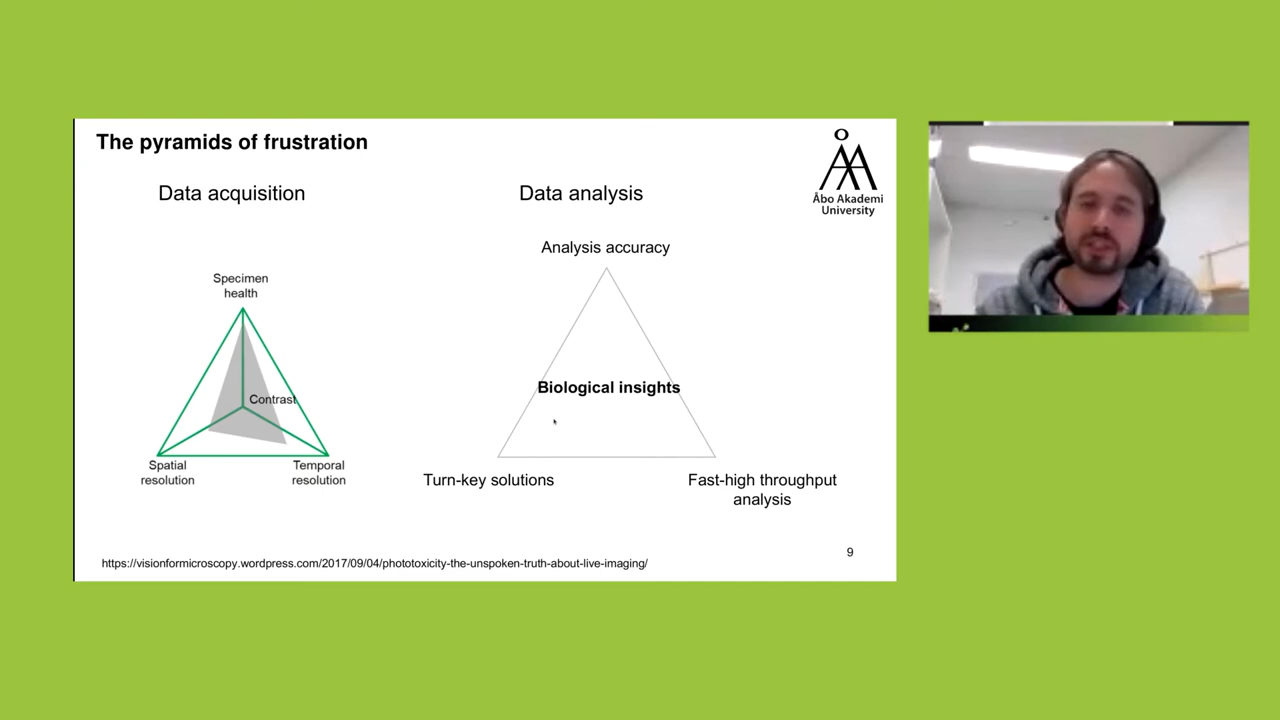 The pyramids of frustration
Data acquisition
Data analysis
Åbo Akademi
University
Analysis accuracy
Specimen
health
Biological insights
Contrast
Spatial
resolution
Temporal
resolution
Turn-key solutions
Fast-high throughput
analysis
9
https://visionformicroscopy.wordpress.com/2017/09/04/phototoxicity-the-unspoken-truth-about-live-imaging/